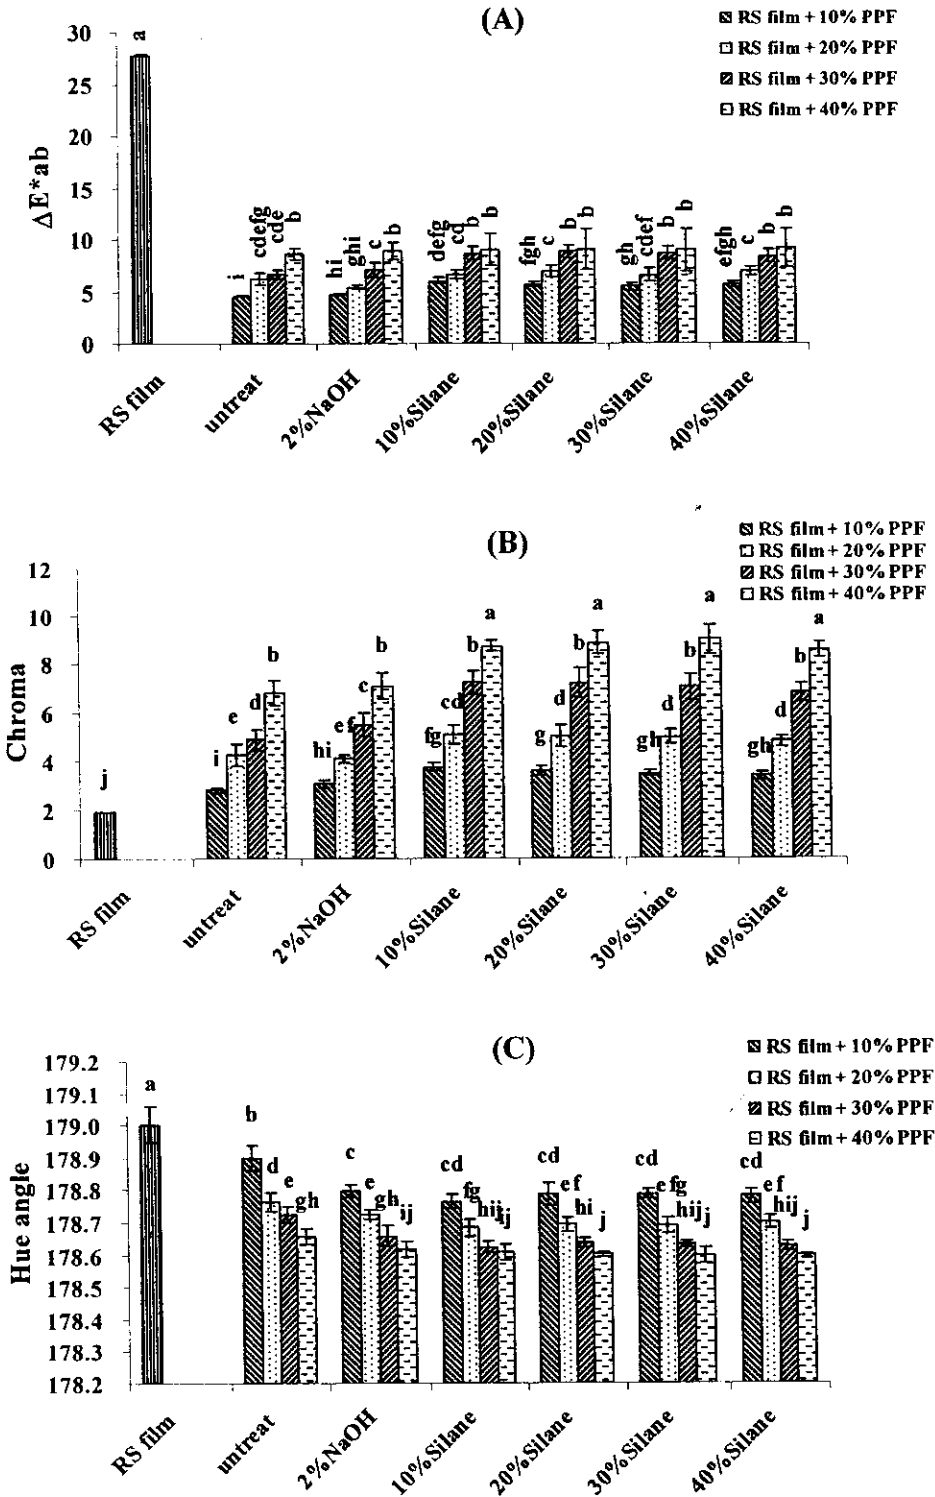 (A)
RS film + 10% PPF
RS film + 20% PPF
RS film + 30% PPF
RS film + 40% PPF
ΔE*ab
30
25
20
15
10
5
0
a
i cdefg cde b
hi ghi c b
defg cd b b
fgh c b b
gh cdef b b
efgh c b b
RS film
untreat
2%NaOH
10%Silane
20%Silane
30%Silane
40%Silane
(B)
RS film + 10% PPF
RS film + 20% PPF
RS film + 30% PPF
RS film + 40% PPF
Chroma
12
10
8
6
4
2
0
j
i e d b
hi ef c b
fg cd b a
g d b a
gh d b a
gh d b a
RS film
untreat
2%NaOH
10%Silane
20%Silane
30%Silane
40%Silane
(C)
RS film + 10% PPF
RS film + 20% PPF
RS film + 30% PPF
RS film + 40% PPF
Hue angle
179.2
179.1
179.0
178.9
178.8
178.7
178.6
178.5
178.4
178.3
178.2
a
b d e gh
c e gh ij
cd fg hij ij
cd ef hi j
cd efg hij j
cd ef hij j
RS film
untreat
2%NaOH
10%Silane
20%Silane
30%Silane
40%Silane